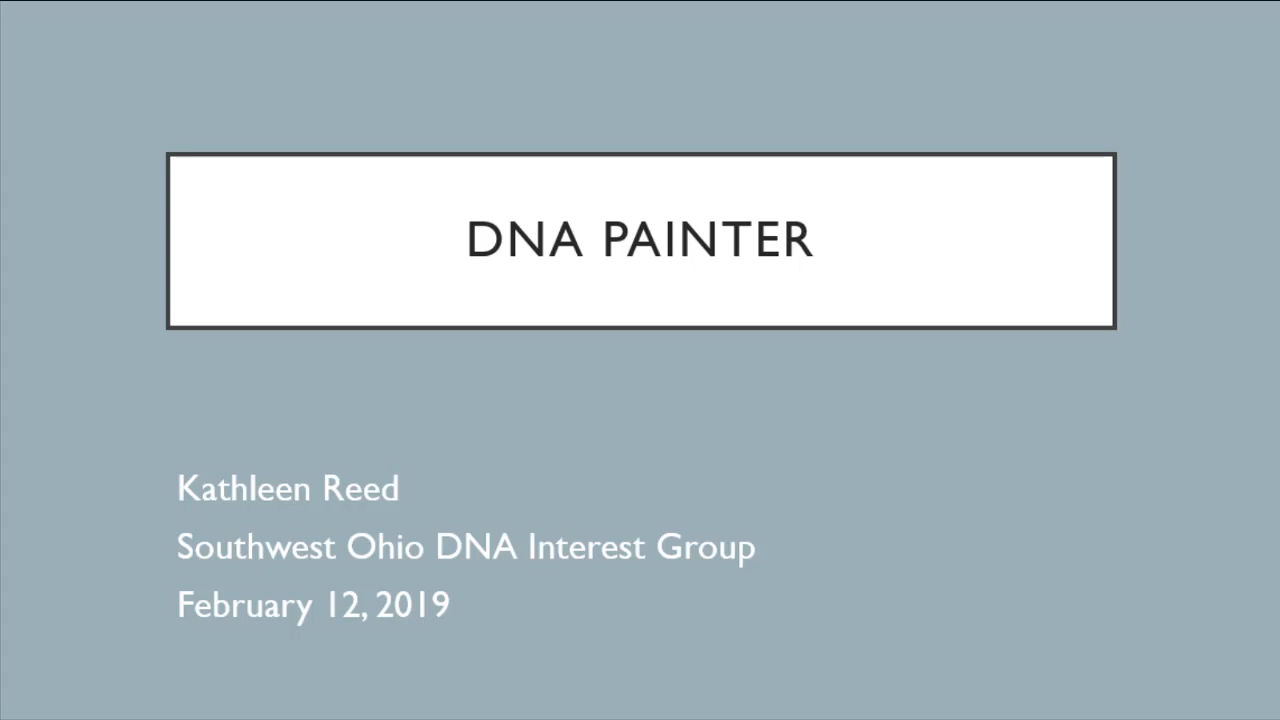 DNA PAINTER
Kathleen Reed
Southwest Ohio DNA Interest Group
February 12, 2019